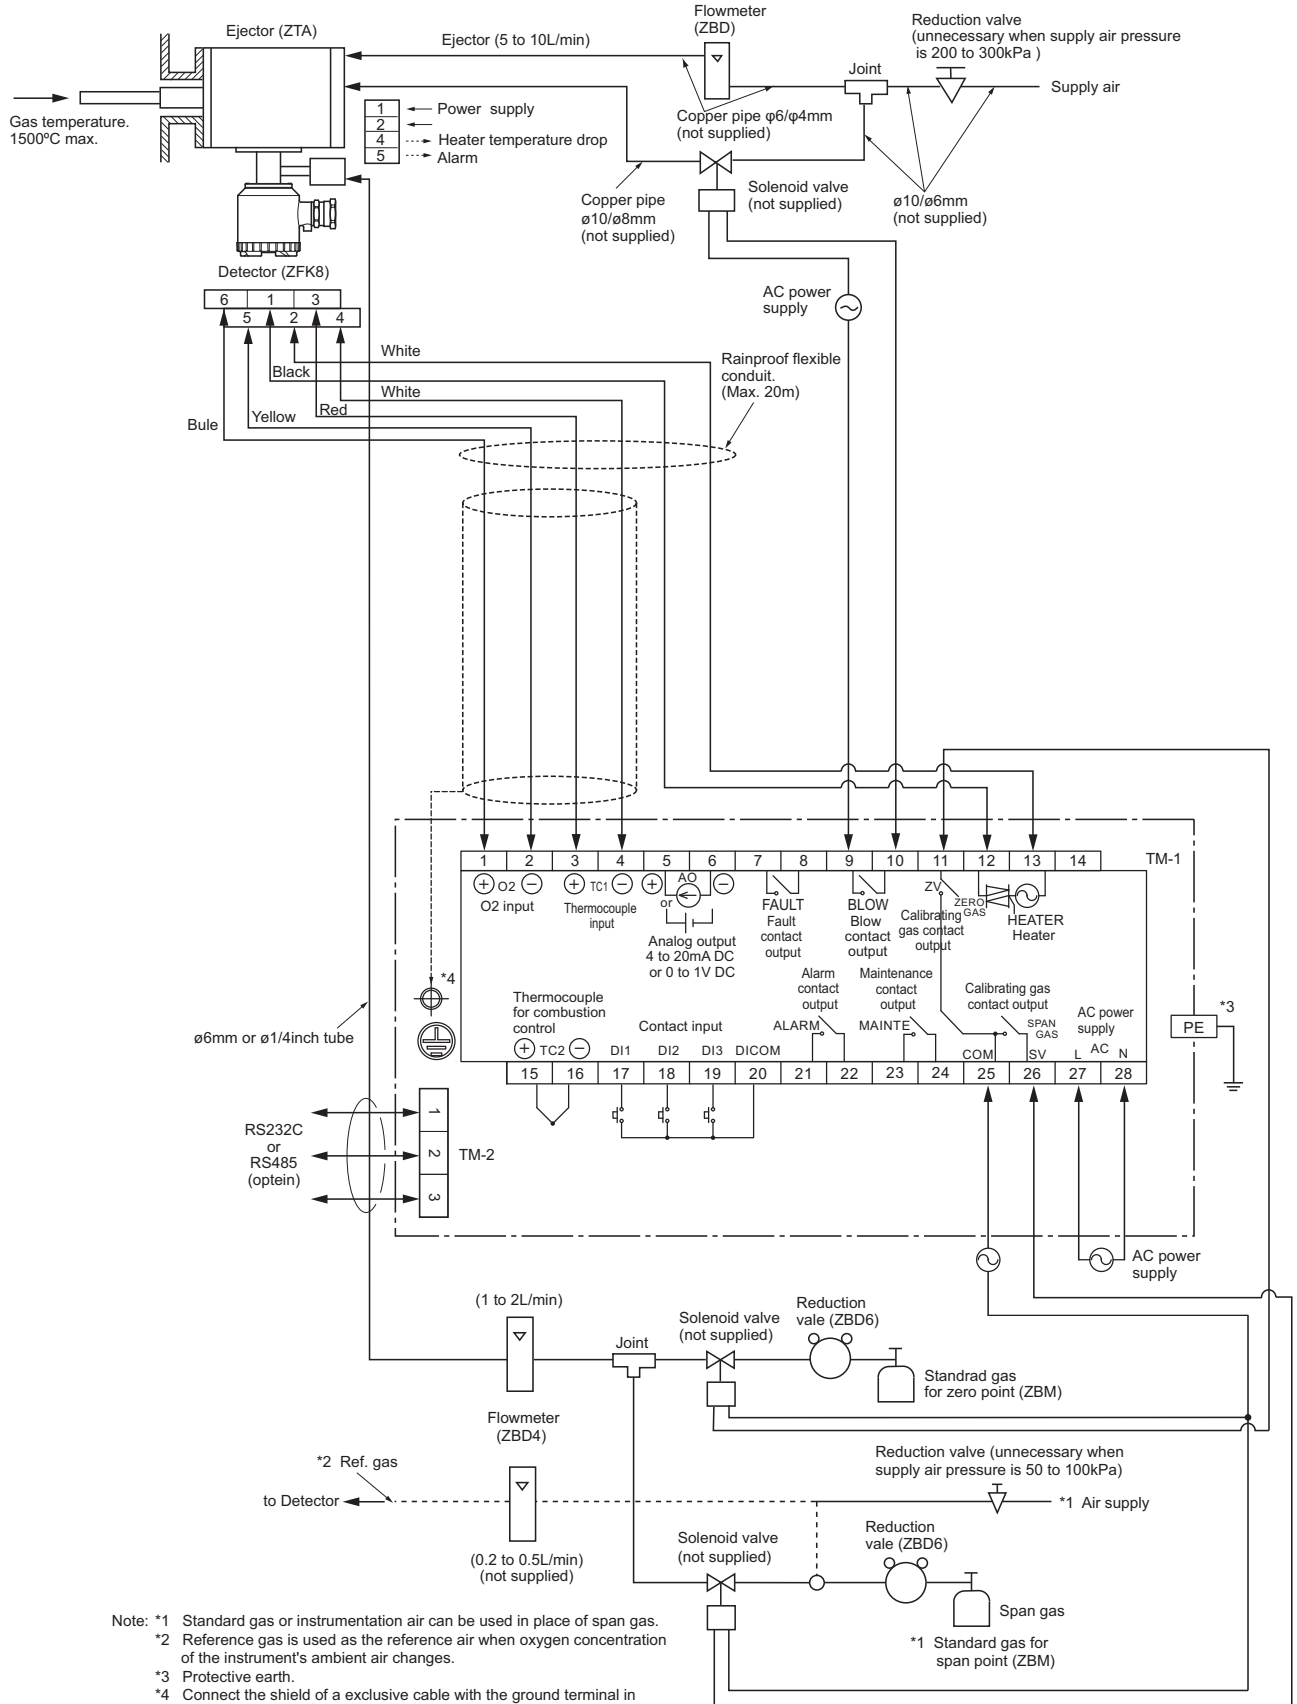 Ejector (ZTA)
Ejector (5 to 10L/min)
Flowmeter
(ZBD)
Reduction valve
(unnecessary when supply air pressure
is 200 to 300kPa )
Joint
Supply air
Gas temperature.
1500ºC max.
1
2
4
5
Power supply
Heater temperature drop
Alarm
Copper pipe φ6/φ4mm
(not supplied)
Copper pipe
ø10/ø8mm
(not supplied)
Solenoid valve
(not supplied)
ø10/ø6mm
(not supplied)
Detector (ZFK8)
6 1 3
5 2 4
AC power
supply
White
Black
White
Red
Yellow
Bule
Rainproof flexible
conduit.
(Max. 20m)
1 2 3 4 5 6 7 8 9 10 11 12 13 14
TM-1
+ O2 −
O2 input
+ TC1 −
Thermocouple
input
+ AO −
or
Analog output
4 to 20mA DC
or 0 to 1V DC
FAULT
Fault
contact
output
BLOW
Blow
contact
output
ZV
ZERO
GAS
Calibrating
gas contact
output
HEATER
Heater
*4
Thermocouple
for combustion
control
+ TC2 −
Contact input
DI1 DI2 DI3 DICOM
Alarm
contact
output
ALARM
Maintenance
contact
output
MAINTE
Calibrating gas
contact output
SPAN
GAS
COM SV
AC power
supply
L AC N
*3
PE
15 16 17 18 19 20 21 22 23 24 25 26 27 28
ø6mm or ø1/4inch tube
RS232C
or
RS485
(optein)
1
2
3
TM-2
AC power
supply
(1 to 2L/min)
Joint
Solenoid valve
(not supplied)
Reduction
vale (ZBD6)
Standrad gas
for zero point (ZBM)
Flowmeter
(ZBD4)
*2 Ref. gas
to Detector
Reduction valve (unnecessary when
supply air pressure is 50 to 100kPa)
*1 Air supply
(0.2 to 0.5L/min)
(not supplied)
Solenoid valve
(not supplied)
Reduction
vale (ZBD6)
Span gas
*1 Standard gas for
span point (ZBM)
Note: *1 Standard gas or instrumentation air can be used in place of span gas.
*2 Reference gas is used as the reference air when oxygen concentration
of the instrument's ambient air changes.
*3 Protective earth.
*4 Connect the shield of a exclusive cable with the ground terminal in